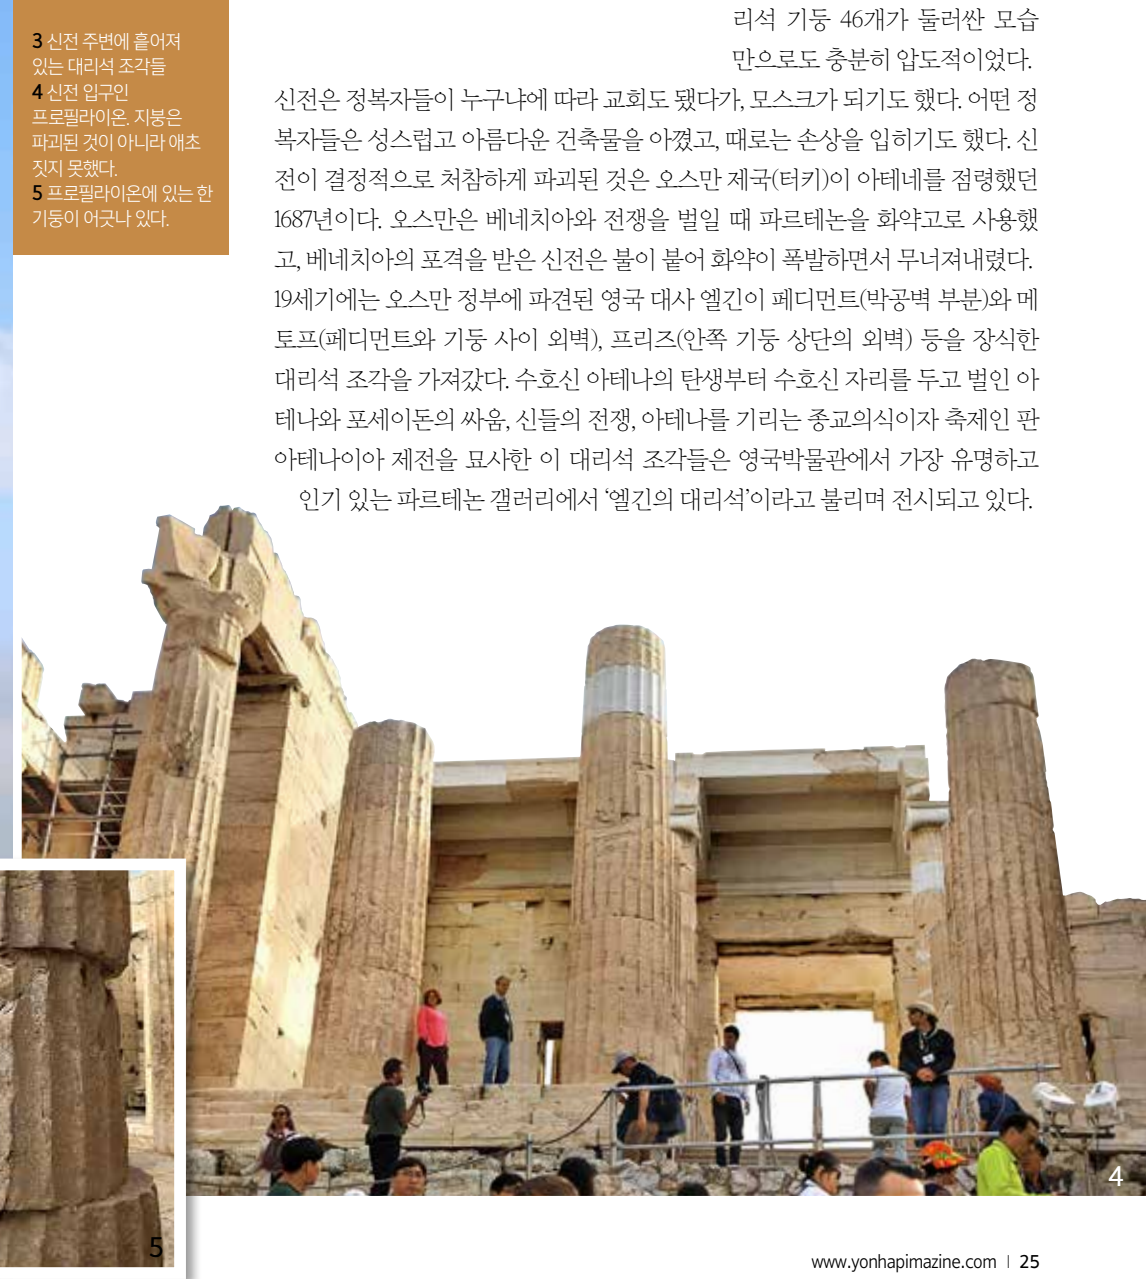 3 신전 주변에 흩어져
있는 대리석 조각들
4 신전 입구인
프로필라이온. 지붕은
파괴된 것이 아니라 애초
짓지 못했다.
5 프로필라이온에 있는 한
기둥이 어긋나 있다.
리석 기둥 46개가 둘러싼 모습
만으로도 충분히 압도적이었다.
신전은 정복자들이 누구냐에 따라 교회도 됐다가, 모스크가 되기도 했다. 어떤 정
복자들은 성스럽고 아름다운 건축물을 아꼈고, 때로는 손상을 입히기도 했다. 신
전이 결정적으로 처참하게 파괴된 것은 오스만 제국(터키)이 아테네를 점령했던
1687년이다. 오스만은 베네치아와 전쟁을 벌일 때 파르테논을 화약고로 사용했
고, 베네치아의 포격을 받은 신전은 불이 붙어 화약이 폭발하면서 무너져내렸다.
19세기에는 오스만 정부에 파견된 영국 대사 엘긴이 페디먼트(박공벽 부분)와 메
토프(페디먼트와 기둥 사이 외벽), 프리즈(안쪽 기둥 상단의 외벽) 등을 장식한
대리석 조각을 가져갔다. 수호신 아테나의 탄생부터 수호신 자리를 두고 벌인 아
테나와 포세이돈의 싸움, 신들의 전쟁, 아테나를 기리는 종교의식이자 축제인 판
아테나이아 제전을 묘사한 이 대리석 조각들은 영국박물관에서 가장 유명하고
인기 있는 파르테논 갤러리에서 ‘엘긴의 대리석’이라고 불리며 전시되고 있다.
4
5
www.yonhapimazine.com | 25